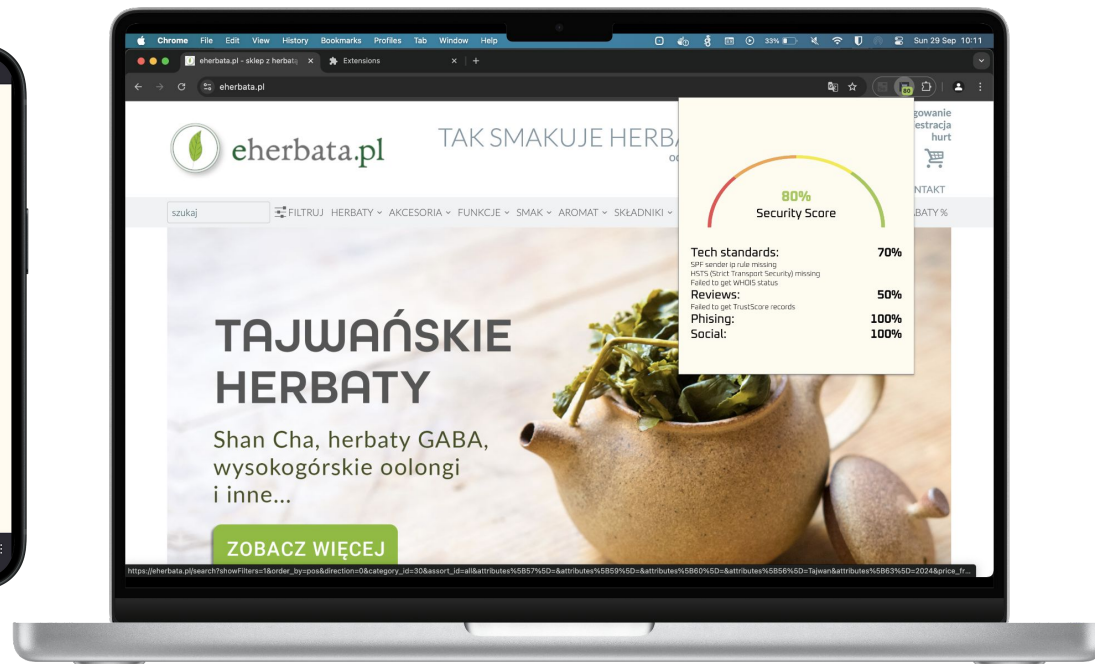 Chrome File Edit View History Bookmarks Profiles Tab Window Help 33% Sun 29 Sep 10:11
eherbata.pl - sklep z herbatą × Extensions × +
eherbata.pl 80
eherbata.pl
TAK SMAKUJE HERBA
gowanie
estracja
hurt
NTAKT
szukaj FILTRUJ HERBATY AKCESORIA FUNKCJE SMAK AROMAT SKŁADNIKI BATY %
80%
Security Score
Tech standards: 70%
SPF sender ip rule missing
HSTS (Strict Transport Security) missing
Failed to get WHOIS status
Reviews: 50%
Failed to get TrustScore records
Phising: 100%
Social: 100%
TAJWAŃSKIE
HERBATY
Shan Cha, herbaty GABA,
wysokogórskie oolongi
i inne...
ZOBACZ WIĘCEJ
https://eherbata.pl/search?showFilters=1&order_by=pos&direction=0&category_id=30&assort_id=all&attributes%5B57%5D=&attributes%5B59%5D=&attributes%5B60%5D=&attributes%5B56%5D=Tajwan&attributes%5B63%5D=2024&price_fr...